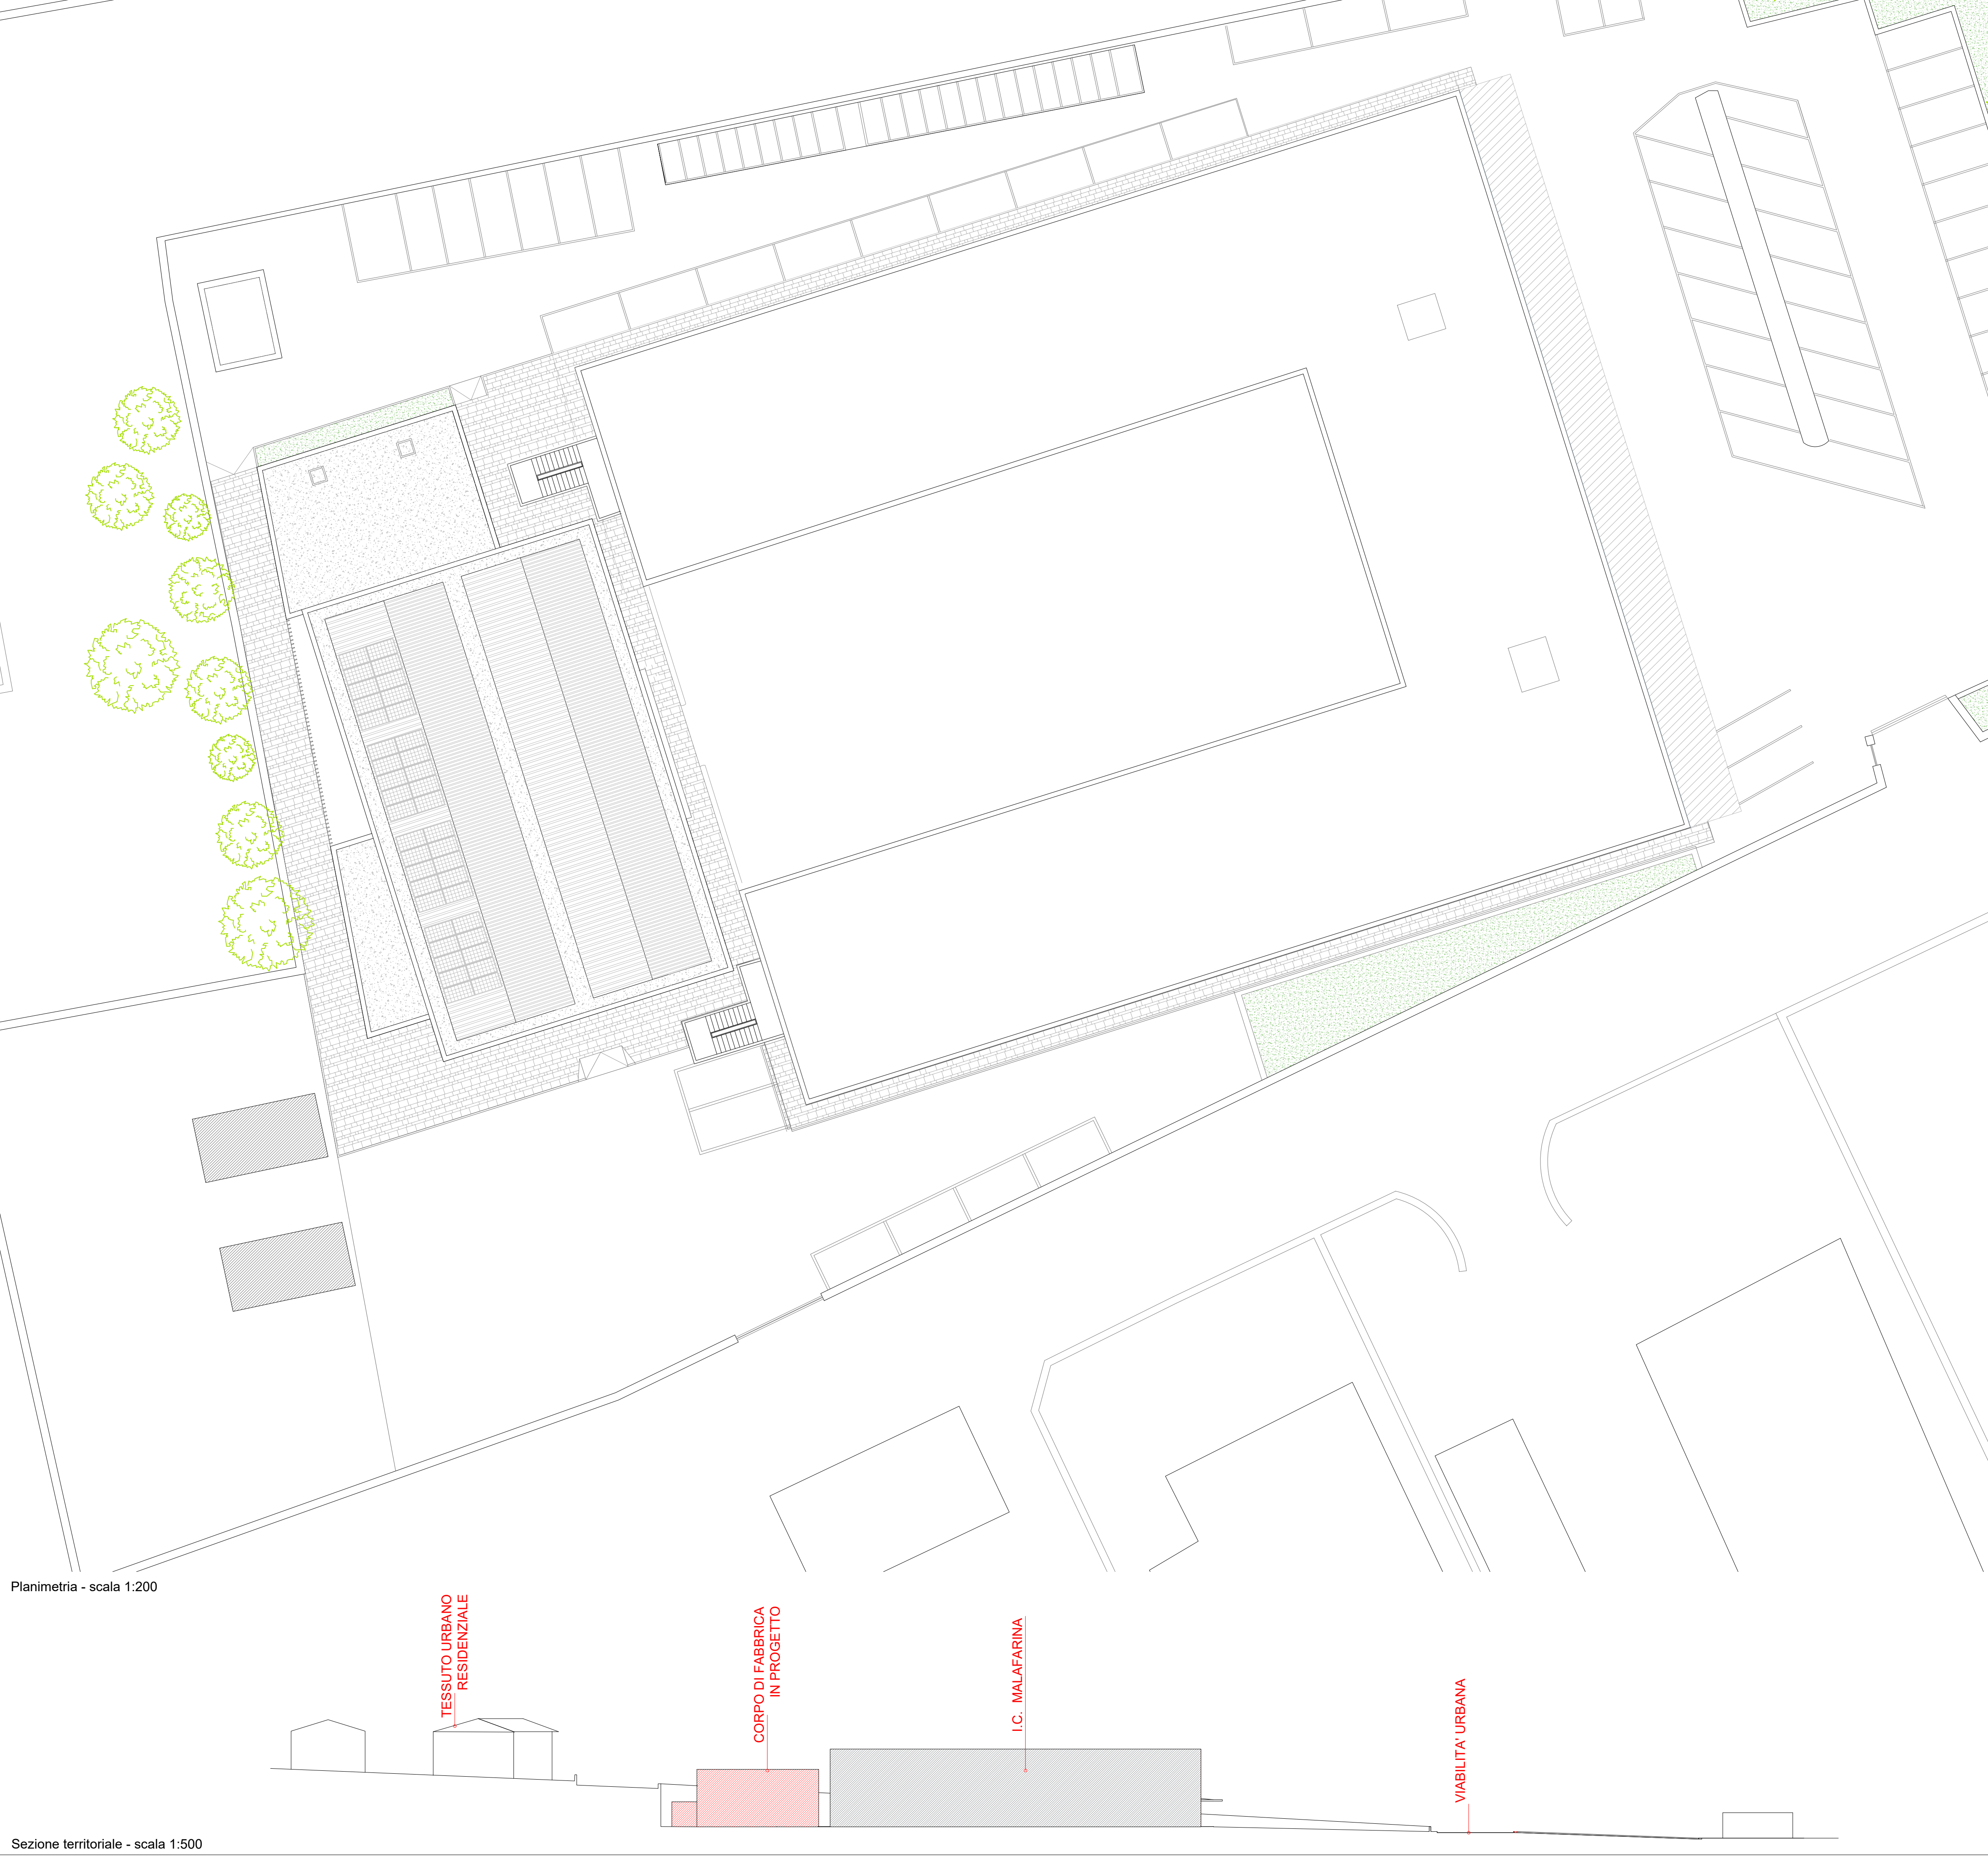 Planimetria - scala 1:200
TESSUTO URBANO
RESIDENZIALE
CORPO DI FABBRICA
IN PROGETTO
I.C. MALAFARINA
VIABILITA' URBANA
Sezione territoriale - scala 1:500